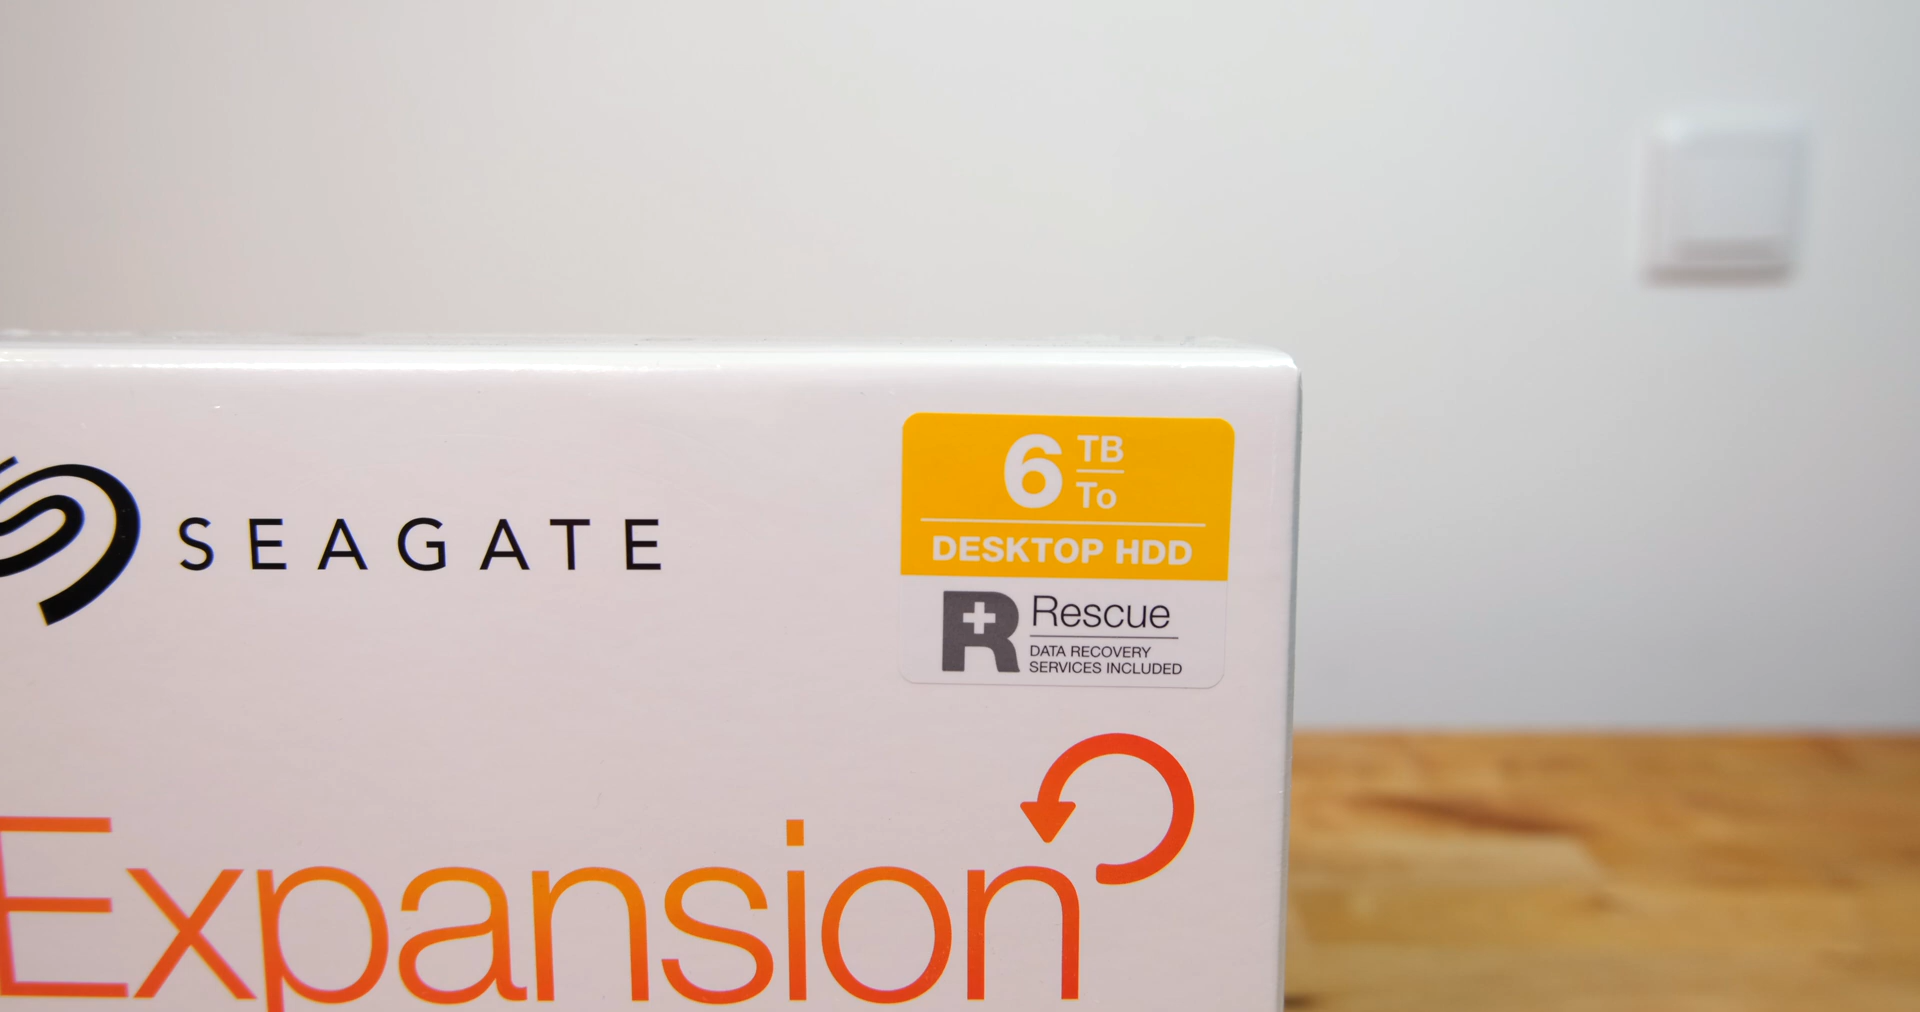 SEAGATE
6 TB
To
DESKTOP HDD
R Rescue
DATA RECOVERY
SERVICES INCLUDED
Expansion